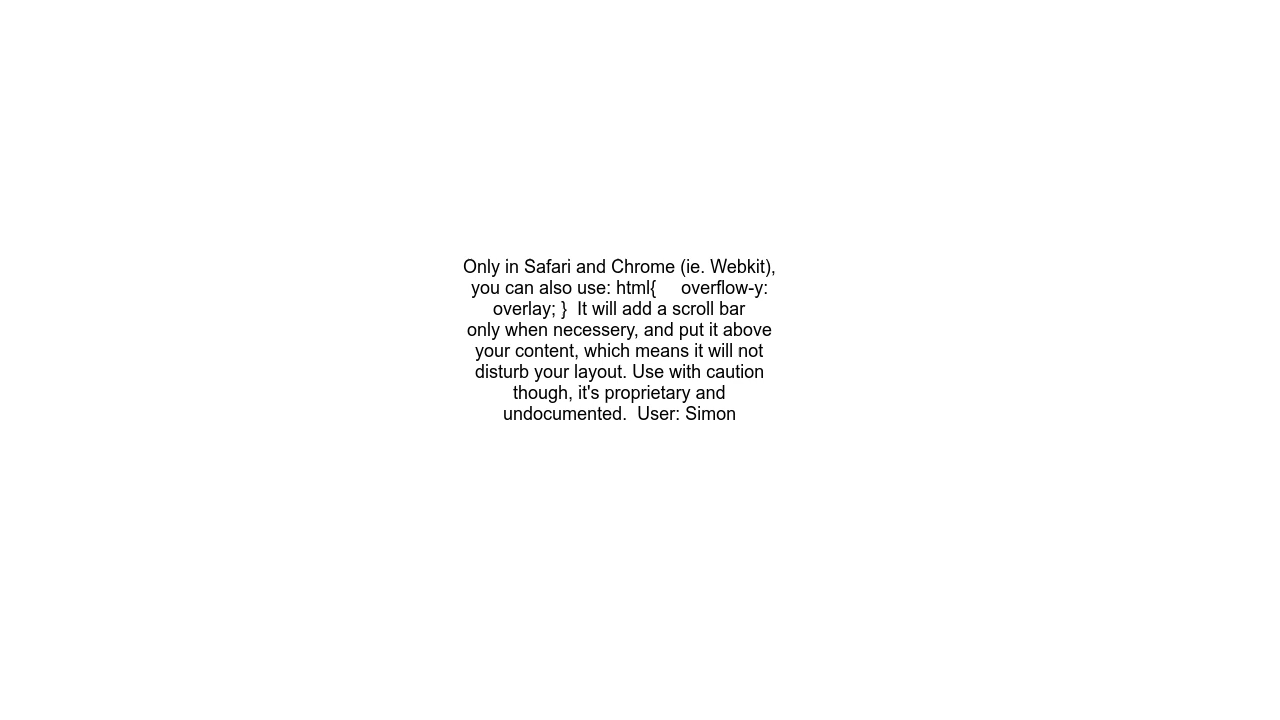 Only in Safari and Chrome (ie. Webkit),
you can also use: html{     overflow-y:
overlay; }  It will add a scroll bar
only when necessery, and put it above
your content, which means it will not
disturb your layout. Use with caution
though, it's proprietary and
undocumented.  User: Simon